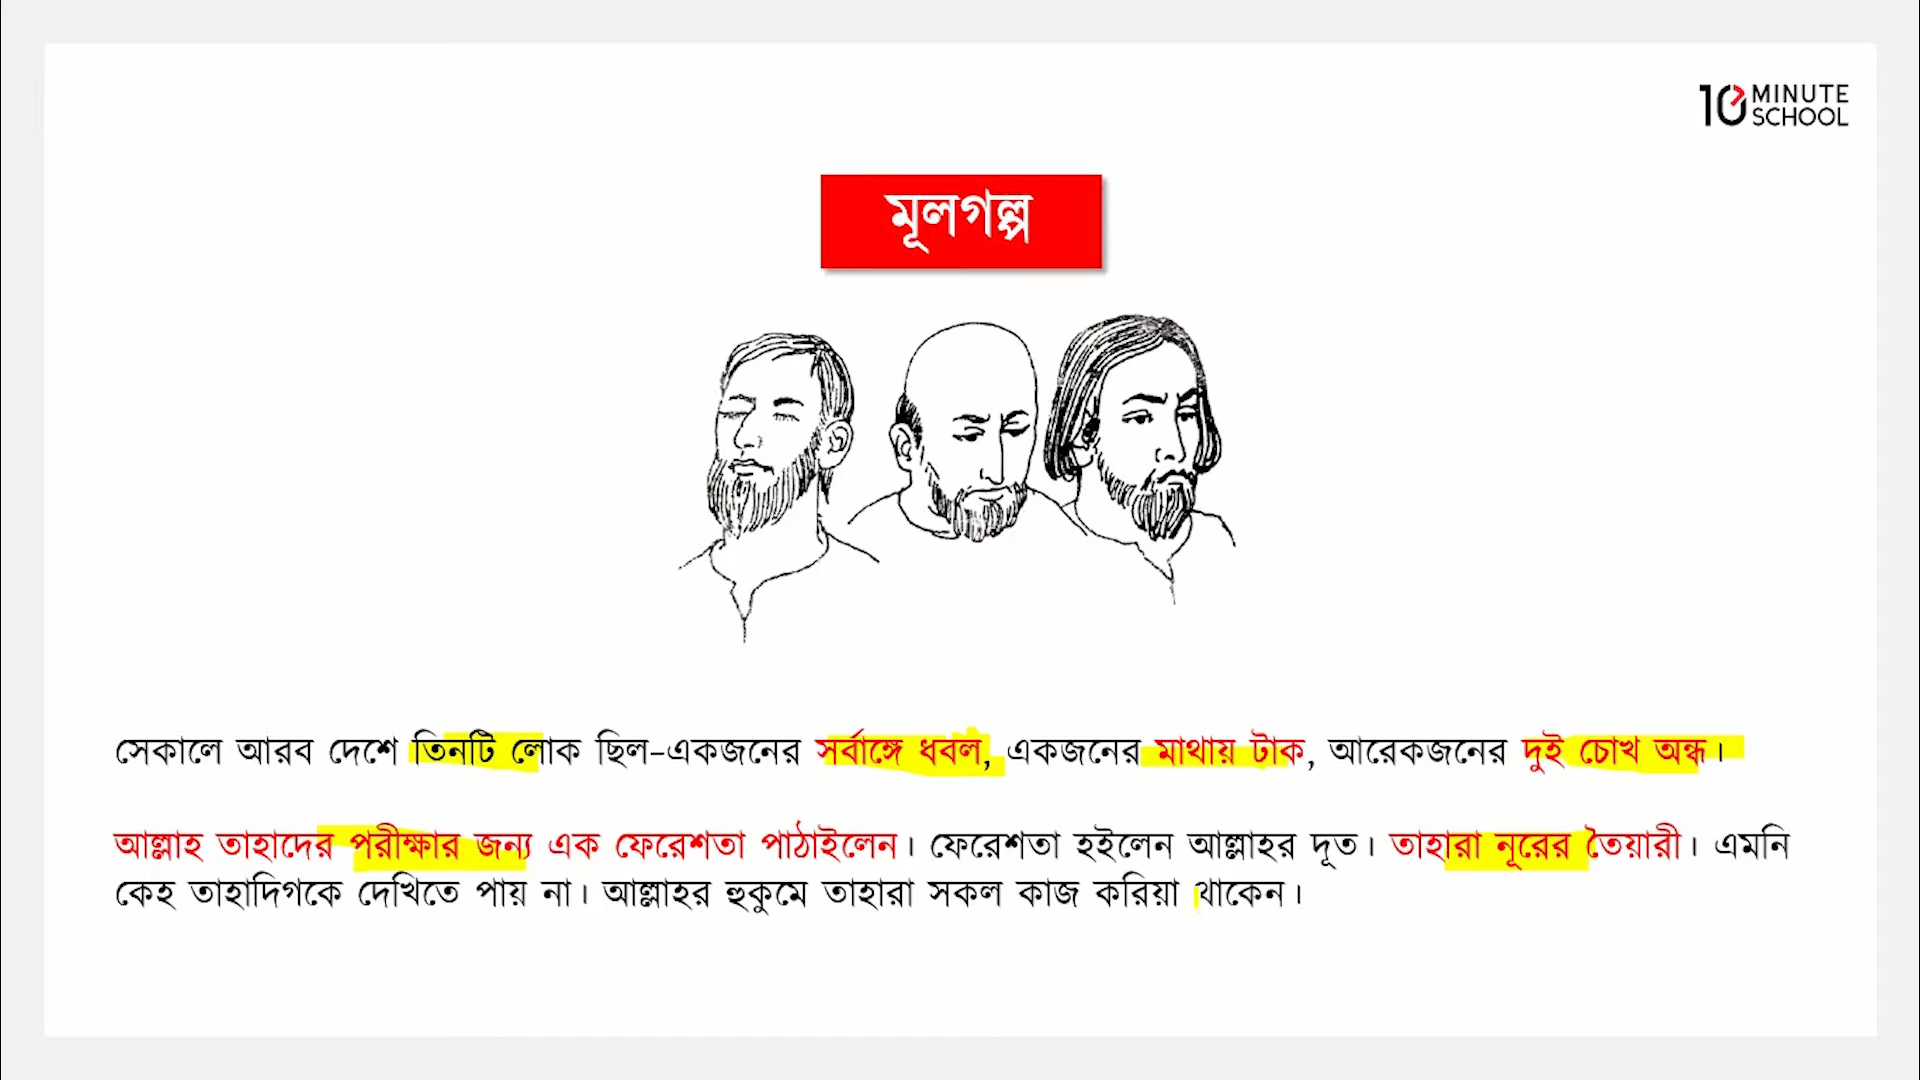 10 MINUTE
SCHOOL
মূলগল্প
সেকালে আরব দেশে তিনটি লোক ছিল-একজনের সর্বাঙ্গে ধবল, একজনের মাথায় টাক, আরেকজনের দুই চোখ অন্ধ।
আল্লাহ তাহাদের পরীক্ষার জন্য এক ফেরেশতা পাঠাইলেন। ফেরেশতা হইলেন আল্লাহর দূত। তাহারা নূরের তৈয়ারী। এমনি
কেহ তাহাদিগকে দেখিতে পায় না। আল্লাহর হুকুমে তাহারা সকল কাজ করিয়া থাকেন।